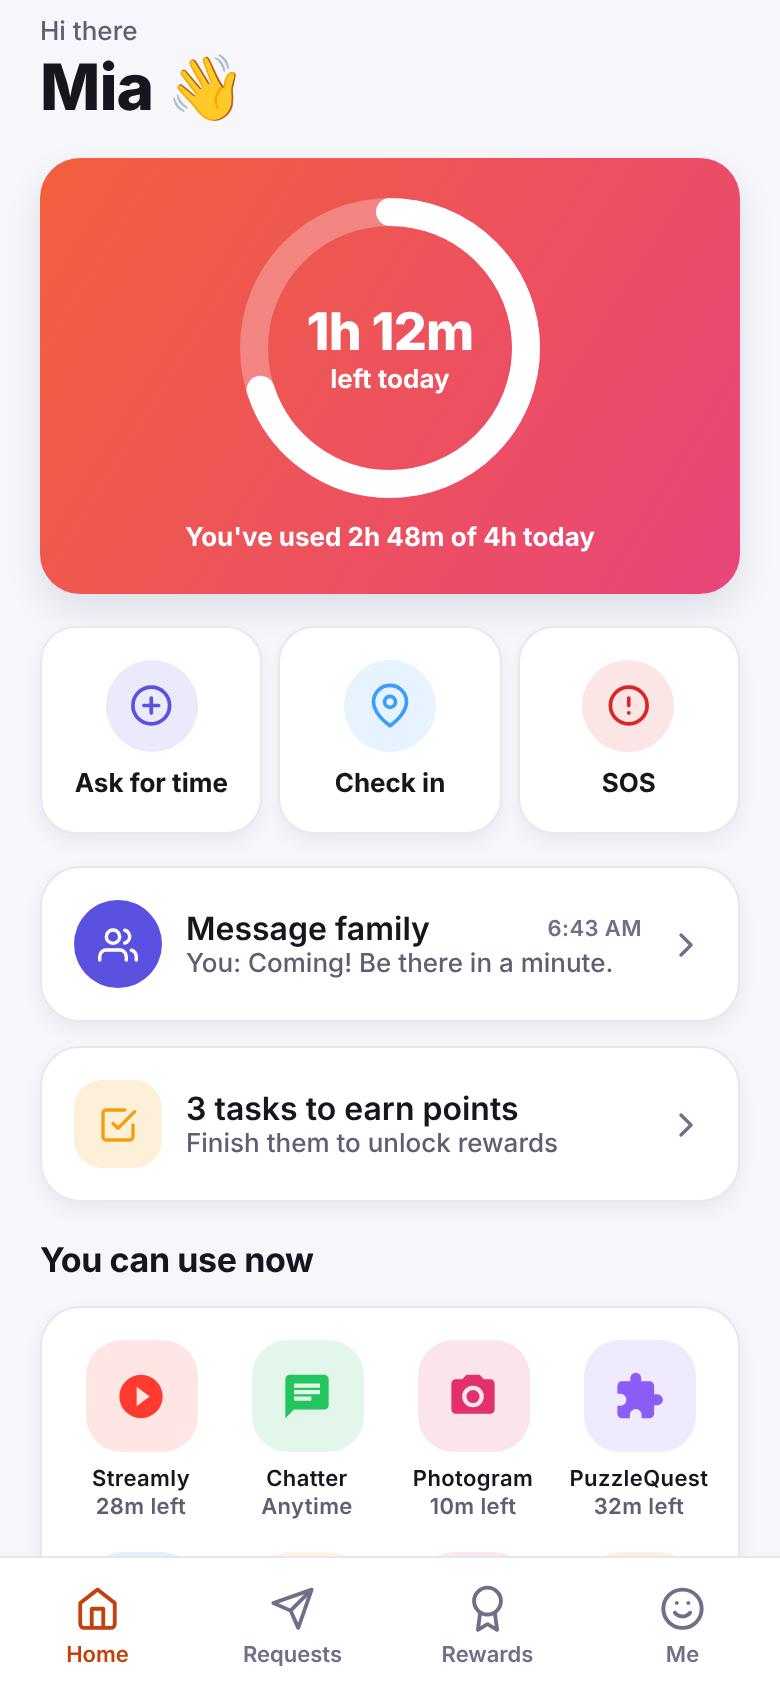 Hi there
Mia 👋
1h 12m
left today
You've used 2h 48m of 4h today
Ask for time
Check in
SOS
Message family
6:43 AM
You: Coming! Be there in a minute.
3 tasks to earn points
Finish them to unlock rewards
You can use now
Streamly
Chatter
Photogram
PuzzleQuest
28m left
Anytime
10m left
32m left
Home
Requests
Rewards
Me